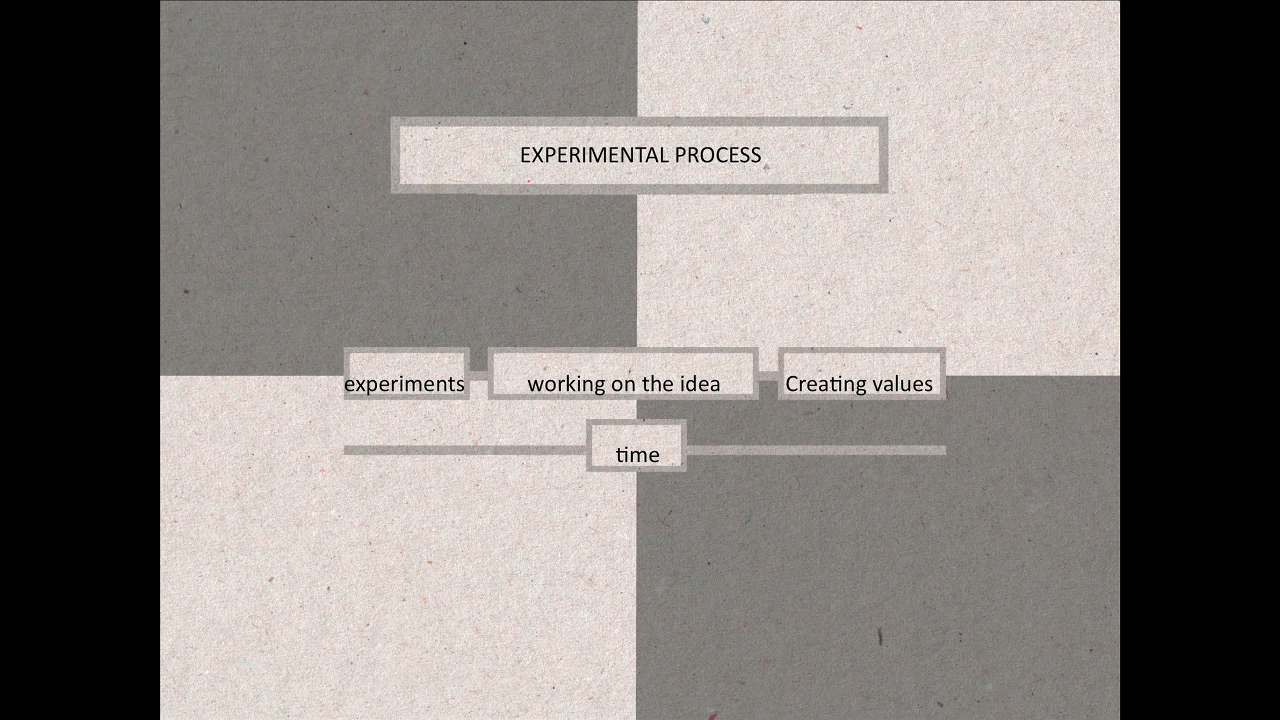 EXPERIMENTAL PROCESS
experiments
working on the idea
Creating values
time